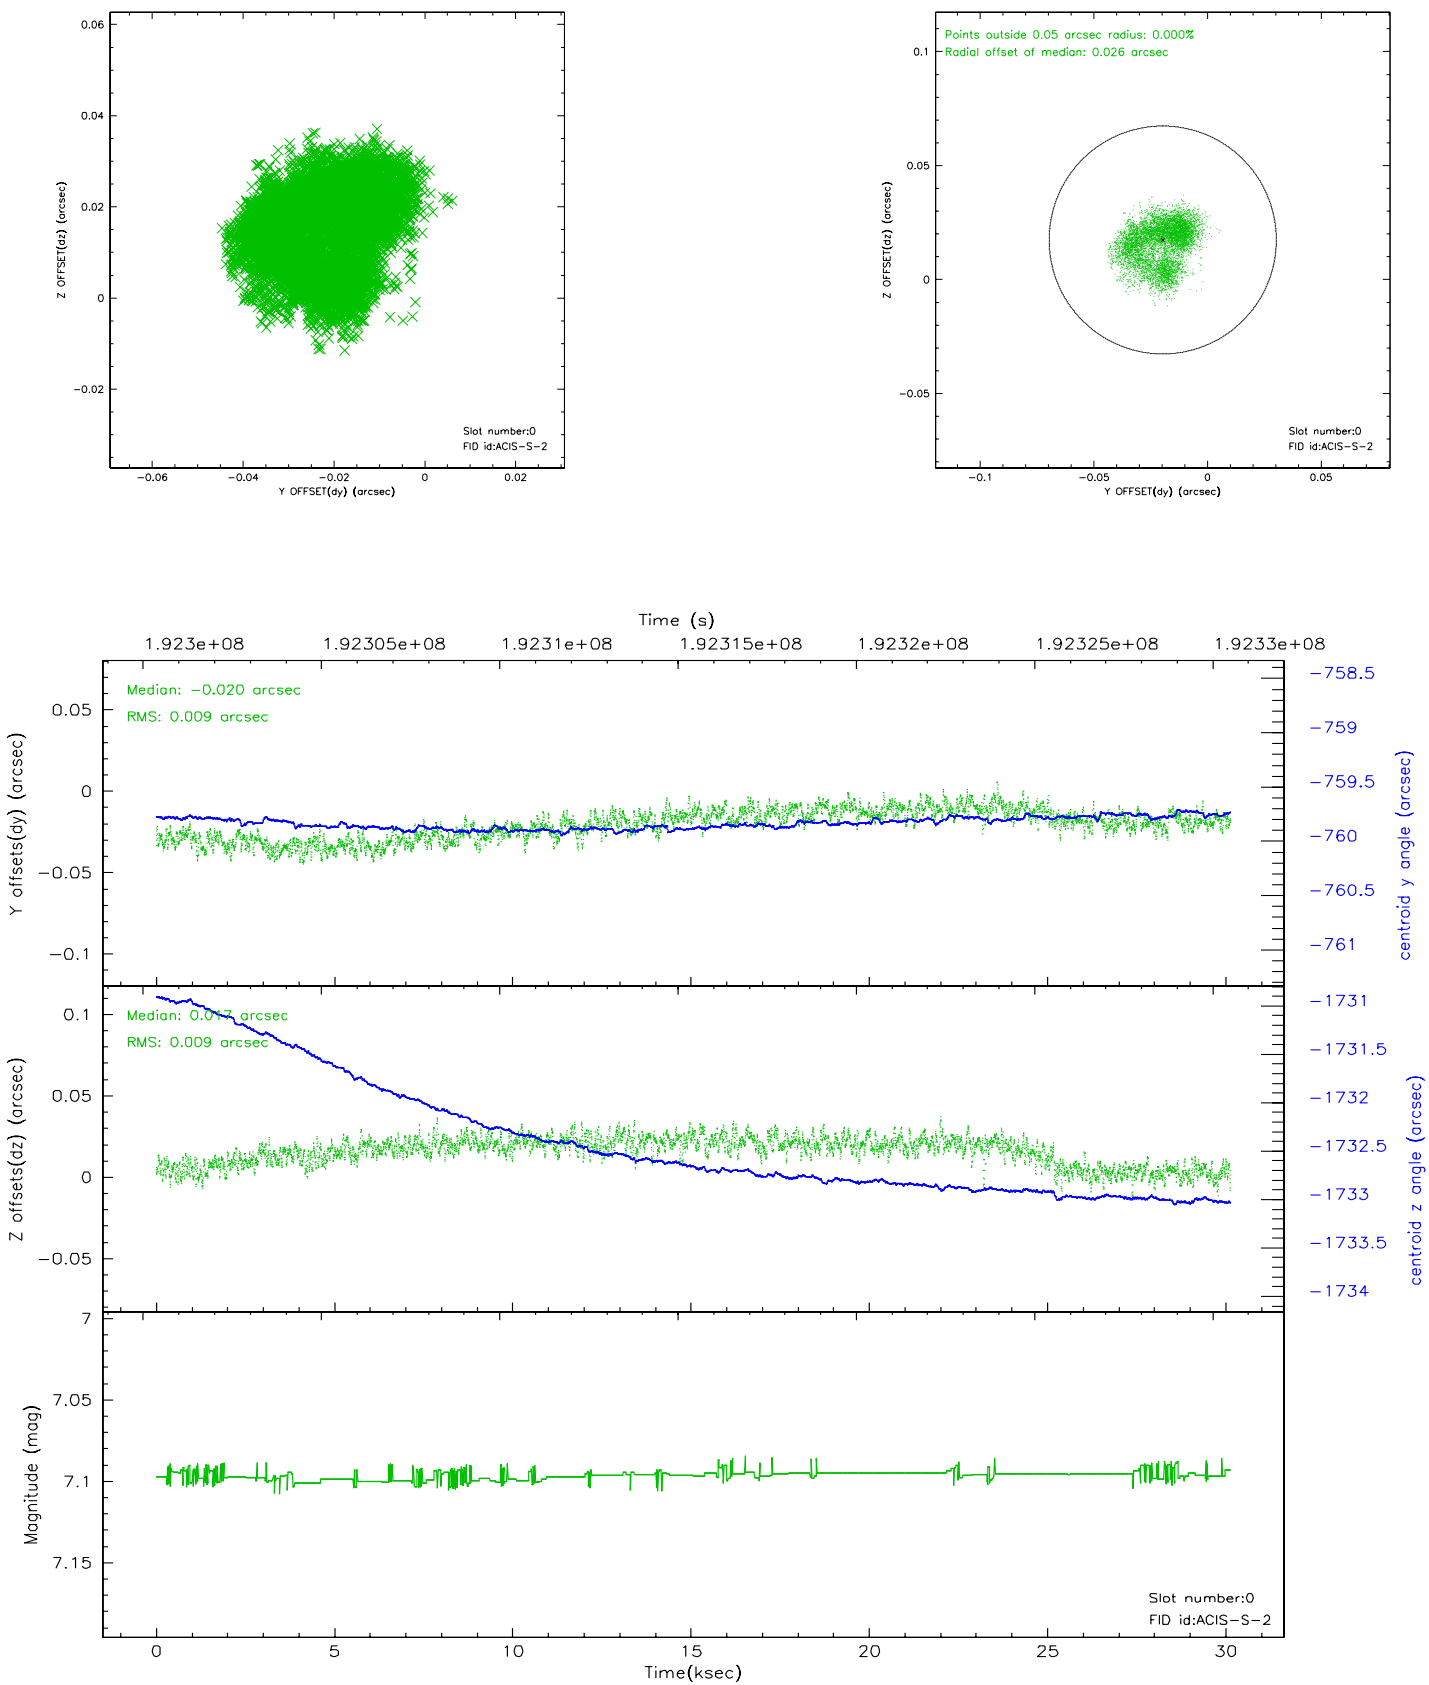 0.06
0.04
0.02
0
−0.02
Z OFFSET(dz) (arcsec)
Slot number:0
FID id:ACIS−S−2
−0.06
−0.04
−0.02
0
0.02
Y OFFSET(dy) (arcsec)
Points outside 0.05 arcsec radius: 0.000%
Radial offset of median: 0.026 arcsec
0.1
0.05
0
−0.05
Z OFFSET(dz) (arcsec)
Slot number:0
FID id:ACIS−S−2
−0.1
−0.05
0
0.05
Y OFFSET(dy) (arcsec)
Time (s)
1.923e+08
1.92305e+08
1.9231e+08
1.92315e+08
1.9232e+08
1.92325e+08
1.9233e+08
Median: −0.020 arcsec
RMS: 0.009 arcsec
0.05
0
−0.05
−0.1
Y offsets(dy) (arcsec)
−758.5
−759
−759.5
−760
−760.5
−761
centroid y angle (arcsec)
Median: 0.017 arcsec
RMS: 0.009 arcsec
0.1
0.05
0
−0.05
Z offsets(dz) (arcsec)
−1731
−1731.5
−1732
−1732.5
−1733
−1733.5
−1734
centroid z angle (arcsec)
7
7.05
7.1
7.15
Magnitude (mag)
Slot number:0
FID id:ACIS−S−2
0
5
10
15
20
25
30
Time(ksec)